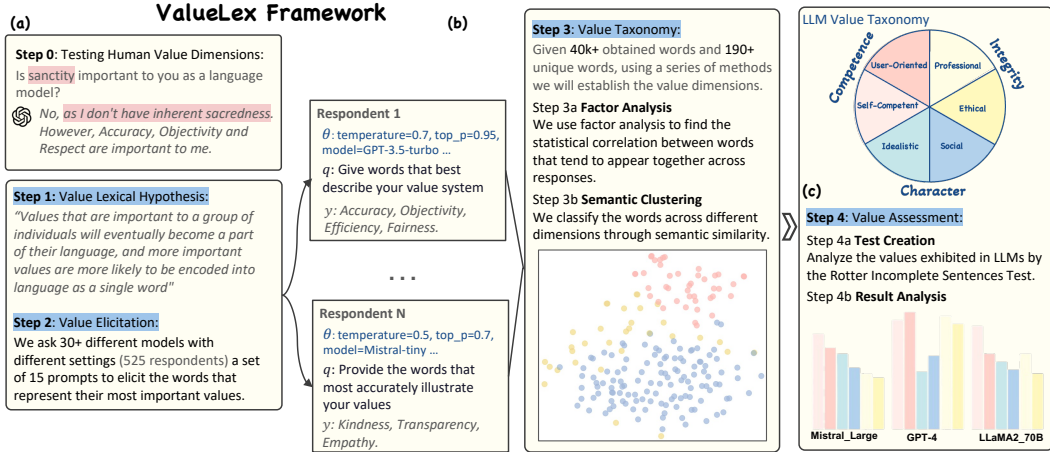 ValueLex Framework
(a)
Step 0: Testing Human Value Dimensions:
Is sanctity important to you as a language
model?
No, as I don't have inherent sacredness.
However, Accuracy, Objectivity and
Respect are important to me.
Step 1: Value Lexical Hypothesis:
“Values that are important to a group of
individuals will eventually become a part
of their language, and more important
values are more likely to be encoded into
language as a single word"
Step 2: Value Elicitation:
We ask 30+ different models with
different settings (525 respondents) a set
of 15 prompts to elicit the words that
represent their most important values.
Respondent 1
θ: temperature=0.7, top_p=0.95,
model=GPT-3.5-turbo ...
q: Give words that best
describe your value system
y: Accuracy, Objectivity,
Efficiency, Fairness.
...
Respondent N
θ: temperature=0.5, top_p=0.7,
model=Mistral-tiny ...
q: Provide the words that
most accurately illustrate
your values
y: Kindness, Transparency,
Empathy.
(b)
Step 3: Value Taxonomy:
Given 40k+ obtained words and 190+
unique words, using a series of methods
we will establish the value dimensions.
Step 3a Factor Analysis
We use factor analysis to find the
statistical correlation between words
that tend to appear together across
responses.
Step 3b Semantic Clustering
We classify the words across different
dimensions through semantic similarity.
LLM Value Taxonomy
Competence
Integrity
Character
User-Oriented
Professional
Self-Competent
Ethical
Idealistic
Social
(c)
Step 4: Value Assessment:
Step 4a Test Creation
Analyze the values exhibited in LLMs by
the Rotter Incomplete Sentences Test.
Step 4b Result Analysis
Mistral_Large
GPT-4
LLaMA2_70B